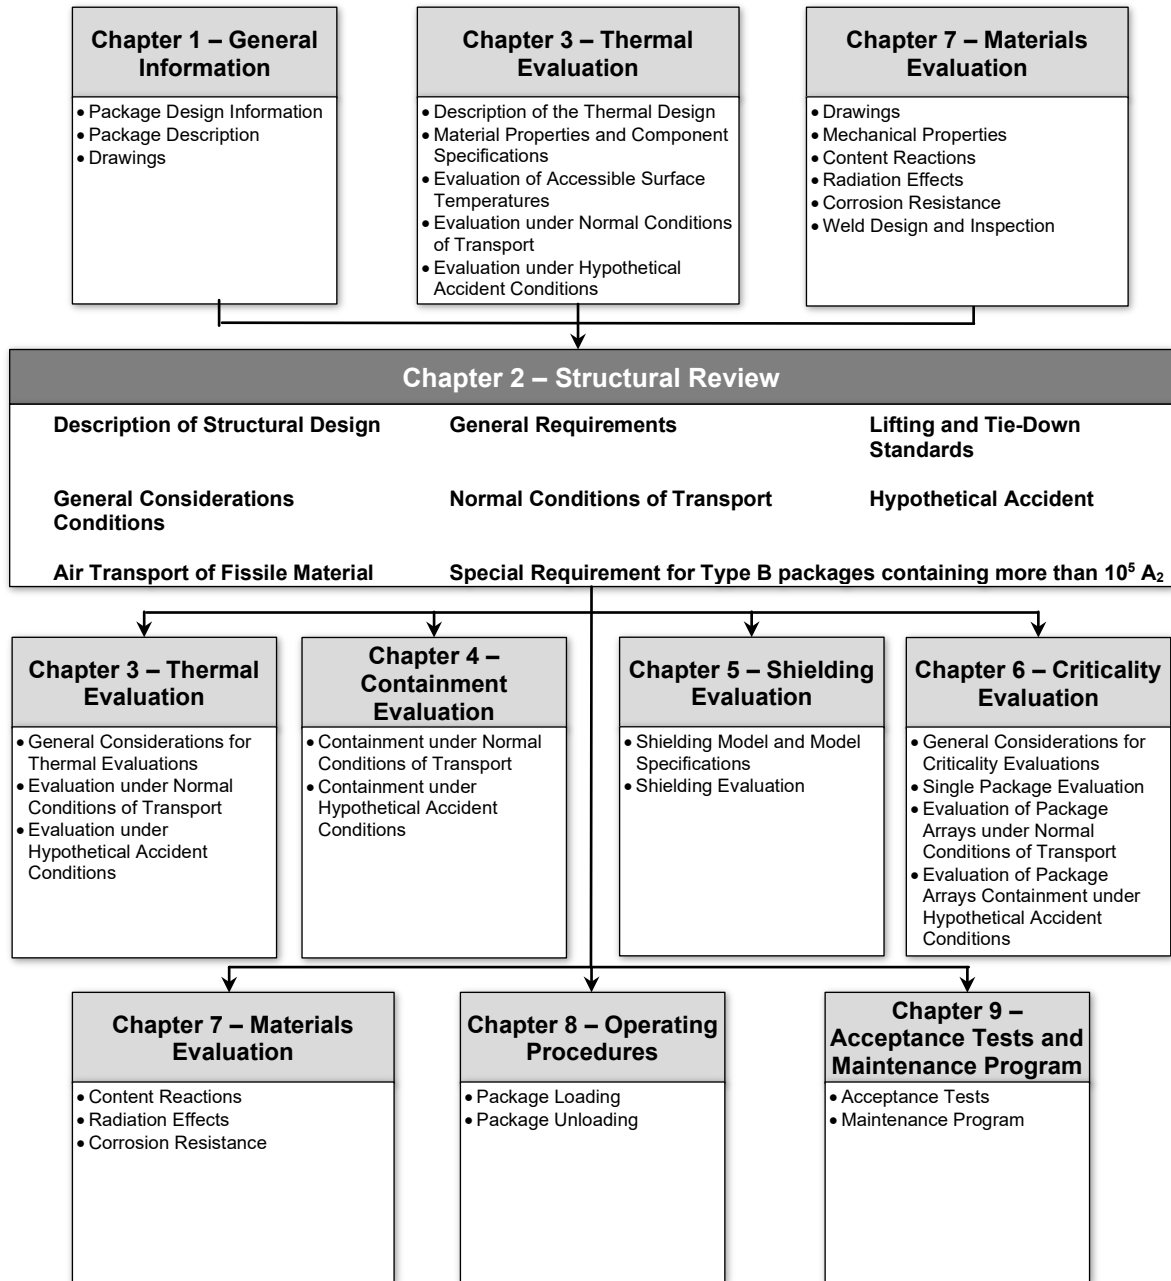 Chapter 1 – General
Information
• Package Design Information
• Package Description
• Drawings
Chapter 3 – Thermal
Evaluation
• Description of the Thermal Design
• Material Properties and Component
Specifications
• Evaluation of Accessible Surface
Temperatures
• Evaluation under Normal Conditions
of Transport
• Evaluation under Hypothetical
Accident Conditions
Chapter 7 – Materials
Evaluation
• Drawings
• Mechanical Properties
• Content Reactions
• Radiation Effects
• Corrosion Resistance
• Weld Design and Inspection
Chapter 2 – Structural Review
Description of Structural Design
General Requirements
Lifting and Tie-Down
Standards
General Considerations
Conditions
Normal Conditions of Transport
Hypothetical Accident
Air Transport of Fissile Material
Special Requirement for Type B packages containing more than 10⁵ A₂
Chapter 3 – Thermal
Evaluation
• General Considerations for
Thermal Evaluations
• Evaluation under Normal
Conditions of Transport
• Evaluation under
Hypothetical Accident
Conditions
Chapter 4 –
Containment
Evaluation
• Containment under Normal
Conditions of Transport
• Containment under
Hypothetical Accident
Conditions
Chapter 5 – Shielding
Evaluation
• Shielding Model and Model
Specifications
• Shielding Evaluation
Chapter 6 – Criticality
Evaluation
• General Considerations for
Criticality Evaluations
• Single Package Evaluation
• Evaluation of Package
Arrays under Normal
Conditions of Transport
• Evaluation of Package
Arrays Containment under
Hypothetical Accident
Conditions
Chapter 7 – Materials
Evaluation
• Content Reactions
• Radiation Effects
• Corrosion Resistance
Chapter 8 – Operating
Procedures
• Package Loading
• Package Unloading
Chapter 9 –
Acceptance Tests and
Maintenance Program
• Acceptance Tests
• Maintenance Program